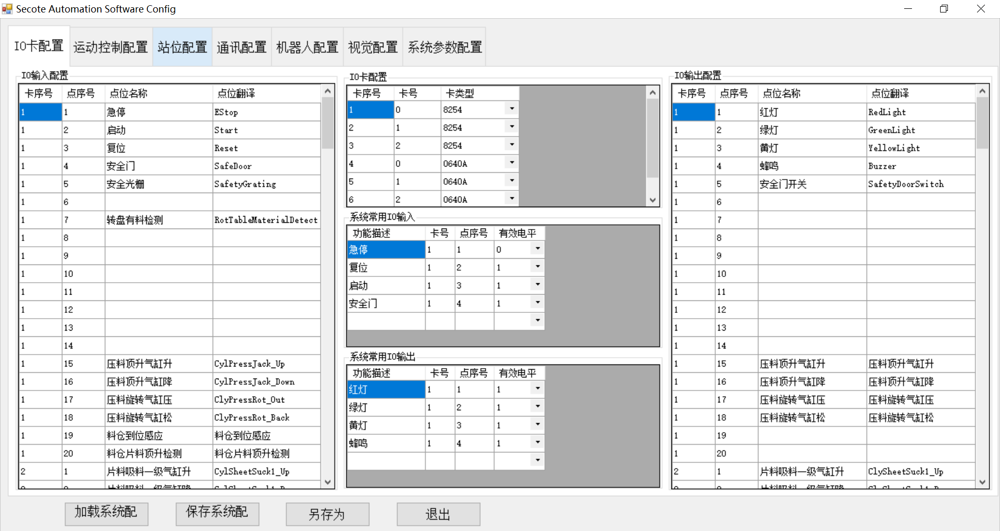 Secote Automation Software Config
IO卡配置 运动控制配置 站位配置 通讯配置 机器人配置 视觉配置 系统参数配置
IO输入配置
卡序号 点序号 点位名称 点位翻译
1 1 急停 EStop
1 2 启动 Start
1 3 复位 Reset
1 4 安全门 SafeDoor
1 5 安全光栅 SafetyGrating
1 6
1 7 转盘有料检测 RotTableMaterialDetect
1 8
1 9
1 10
1 11
1 12
1 13
1 14
1 15 压料顶升气缸升 CylPressJack_Up
1 16 压料顶升气缸降 CylPressJack_Down
1 17 压料旋转气缸压 ClyPressRot_Out
1 18 压料旋转气缸松 ClyPressRot_Back
1 19 料仓到位感应 料仓到位感应
1 20 料仓片料顶升检测 料仓片料顶升检测
2 1 片料吸料一级气缸升 CylSheetSuck1_Up
IO卡配置
卡序号 卡号 卡类型
1 0 8254
2 1 8254
3 2 8254
4 0 0640A
5 1 0640A
6 2 0640A
系统常用IO输入
功能描述 卡号 点序号 有效电平
急停 1 1 0
复位 1 2 1
启动 1 3 1
安全门 1 4 1
系统常用IO输出
功能描述 卡号 点序号 有效电平
红灯 1 1 1
绿灯 1 2 1
黄灯 1 3 1
蜂鸣 1 4 1
IO输出配置
卡序号 点序号 点位名称 点位翻译
1 1 红灯 RedLight
1 2 绿灯 GreenLight
1 3 黄灯 YellowLight
1 4 蜂鸣 Buzzer
1 5 安全门开关 SafetyDoorSwitch
1 6
1 7
1 8
1 9
1 10
1 11
1 12
1 13
1 14
1 15 压料顶升气缸升 压料顶升气缸升
1 16 压料顶升气缸降 压料顶升气缸降
1 17 压料旋转气缸压 压料旋转气缸压
1 18 压料旋转气缸松 压料旋转气缸松
1 19
1 20
2 1 片料吸料一级气缸升 ClySheetSuck1_Up
加载系统配 保存系统配 另存为 退出